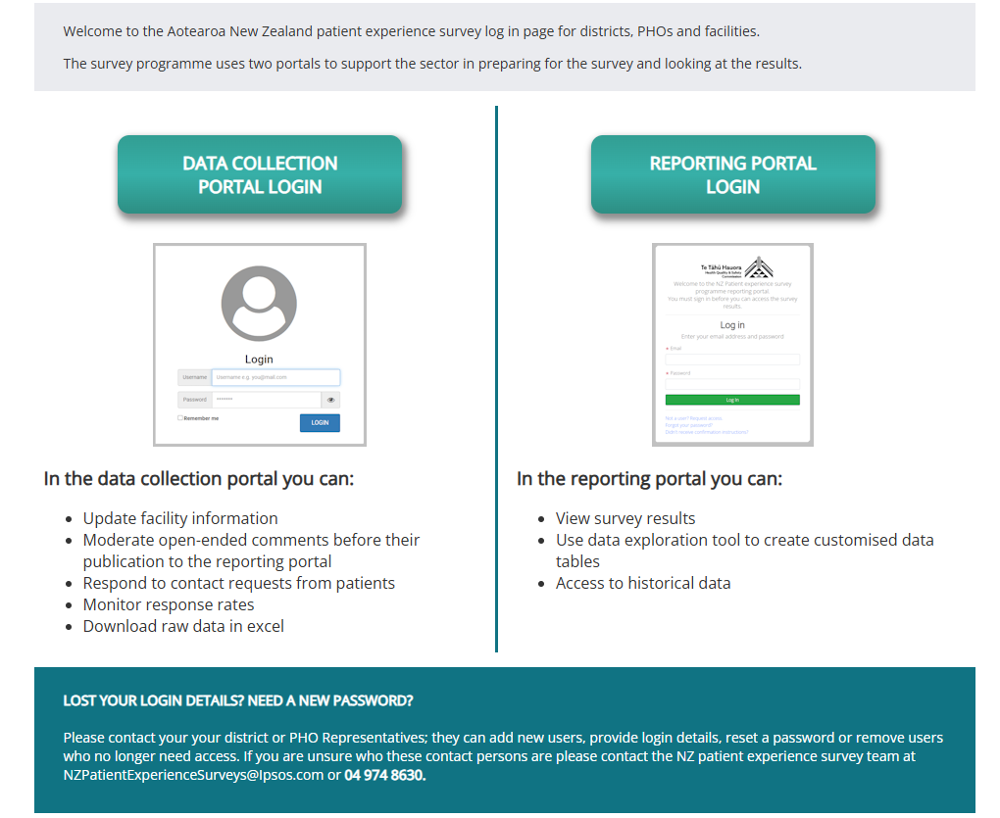 Welcome to the Aotearoa New Zealand patient experience survey log in page for districts, PHOs and facilities.
The survey programme uses two portals to support the sector in preparing for the survey and looking at the results.
DATA COLLECTION
PORTAL LOGIN
Login
Username
Username e.g. you@mail.com
Password
Remember me
LOGIN
In the data collection portal you can:
• Update facility information
• Moderate open-ended comments before their
publication to the reporting portal
• Respond to contact requests from patients
• Monitor response rates
• Download raw data in excel
REPORTING PORTAL
LOGIN
Te Tāhū Hauora
Health Quality & Safety
Commission
Welcome to the NZ Patient experience survey
programme reporting portal.
You must sign in before you can access the survey
results.
Log in
Enter your email address and password
* Email
* Password
Log in
Not a user? Request access
Forgot your password?
Didn't receive confirmation instructions?
In the reporting portal you can:
• View survey results
• Use data exploration tool to create customised data
tables
• Access to historical data
LOST YOUR LOGIN DETAILS? NEED A NEW PASSWORD?
Please contact your your district or PHO Representatives; they can add new users, provide login details, reset a password or remove users
who no longer need access. If you are unsure who these contact persons are please contact the NZ patient experience survey team at
NZPatientExperienceSurveys@Ipsos.com or 04 974 8630.